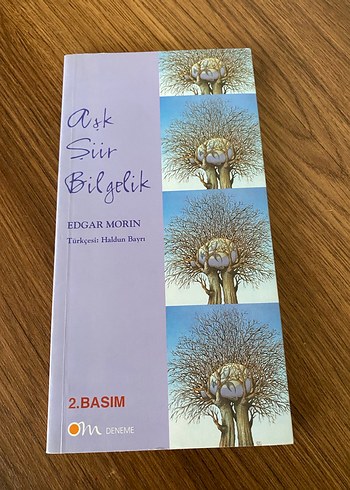 Aşk
Şiir
Bilgelik
EDGAR MORIN
Türkçesi: Haldun Bayrı
2.BASIM
Om DENEME